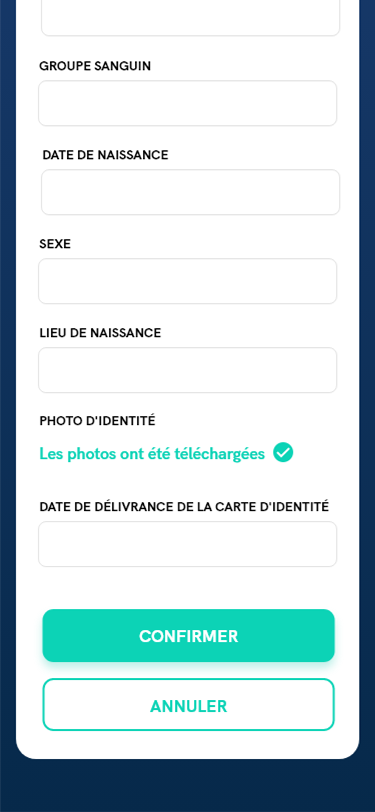 GROUPE SANGUIN
DATE DE NAISSANCE
SEXE
LIEU DE NAISSANCE
PHOTO D'IDENTITÉ
Les photos ont été téléchargées
DATE DE DÉLIVRANCE DE LA CARTE D'IDENTITÉ
CONFIRMER
ANNULER